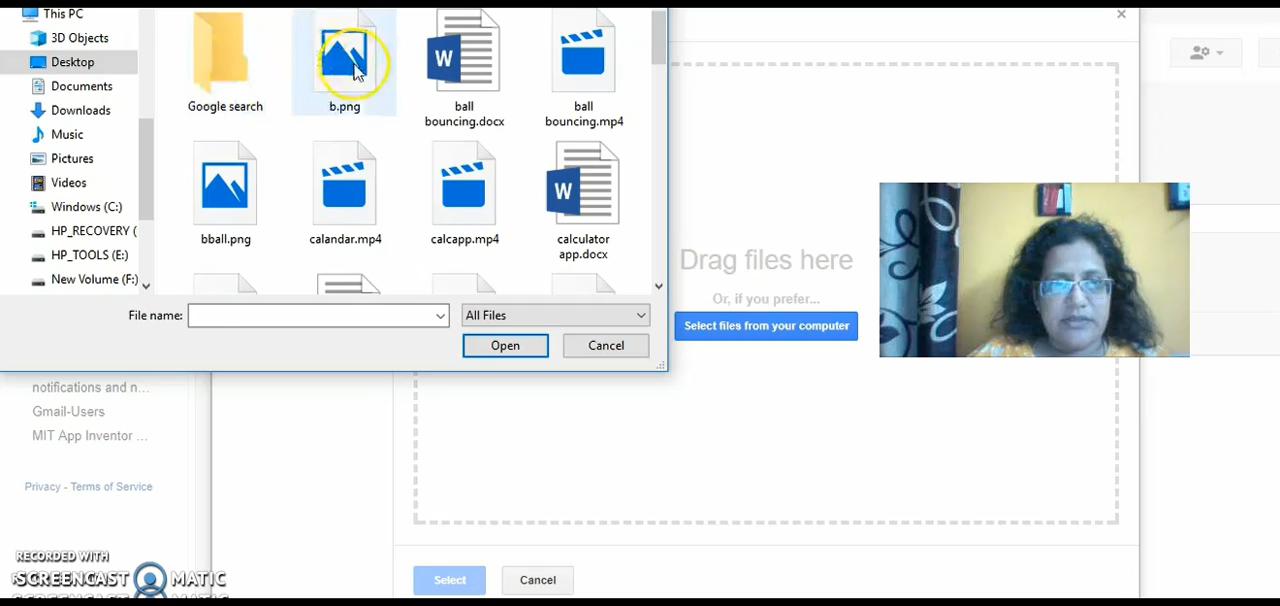 This PC
3D Objects
Desktop
Documents
Downloads
Music
Pictures
Videos
Windows (C:)
HP_RECOVERY (
HP_TOOLS (E:)
New Volume (F:)
Google search
b.png
W
ball
bouncing.docx
ball
bouncing.mp4
bball.png
calandar.mp4
calcapp.mp4
W
calculator
app.docx
File name:
All Files
Open
Cancel
Drag files here
Or, if you prefer...
Select files from your computer
notifications and n...
Gmail-Users
MIT App Inventor ...
Privacy - Terms of Service
Select
Cancel
RECORDED WITH
SCREENCAST MATIC